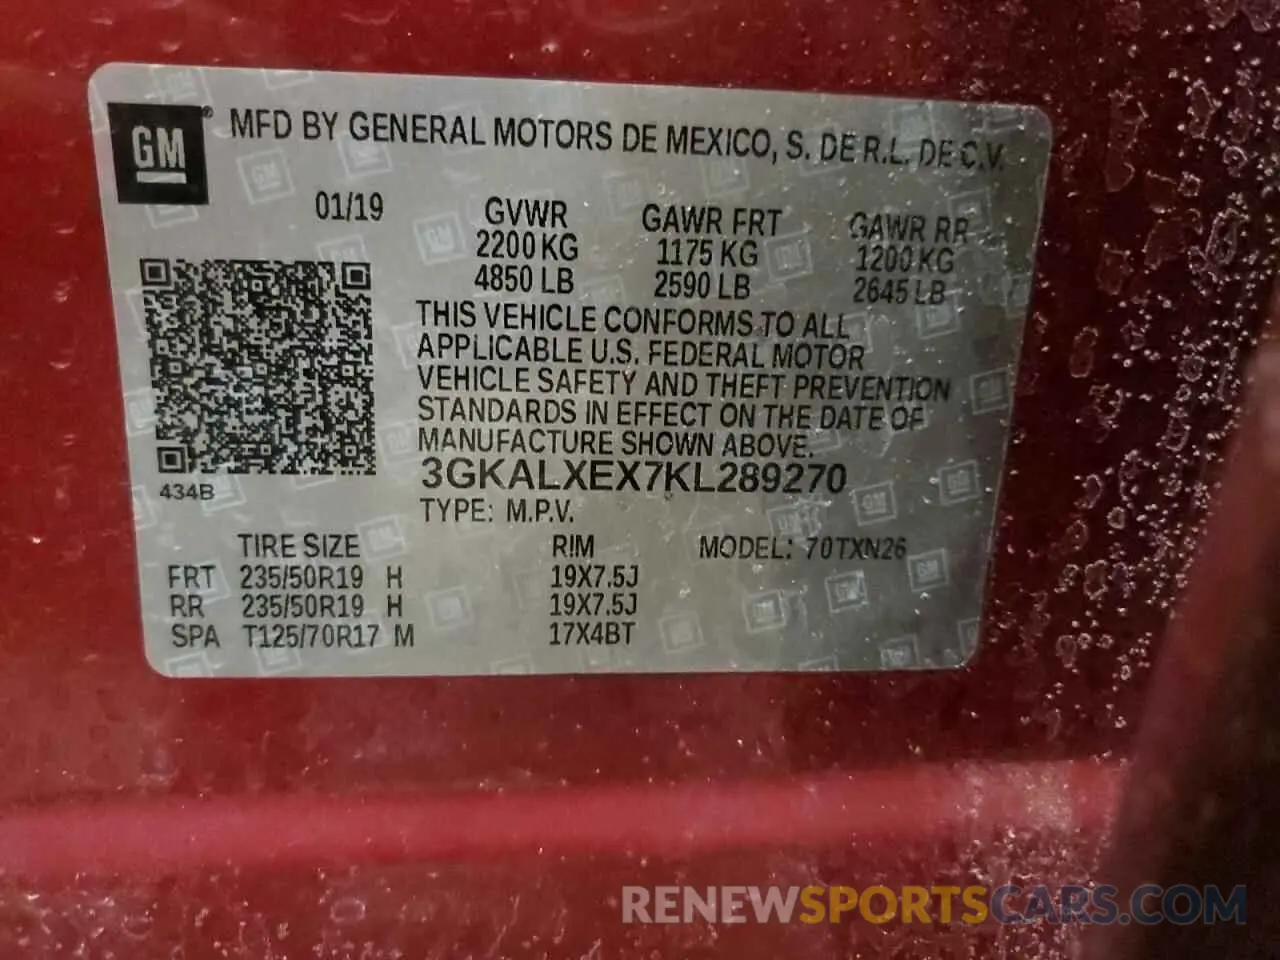 GM ® MFD BY GENERAL MOTORS DE MEXICO, S. DE R.L. DE C.V.
01/19 GVWR GAWR FRT GAWR RR
2200 KG 1175 KG 1200 KG
4850 LB 2590 LB 2645 LB
THIS VEHICLE CONFORMS TO ALL
APPLICABLE U.S. FEDERAL MOTOR
VEHICLE SAFETY AND THEFT PREVENTION
STANDARDS IN EFFECT ON THE DATE OF
MANUFACTURE SHOWN ABOVE.
3GKALXEX7KL289270
434B
TYPE: M.P.V.
TIRE SIZE RIM MODEL: 70TXN26
FRT 235/50R19 H 19X7.5J
RR 235/50R19 H 19X7.5J
SPA T125/70R17 M 17X4BT
RENEWSPORTSCARS.COM